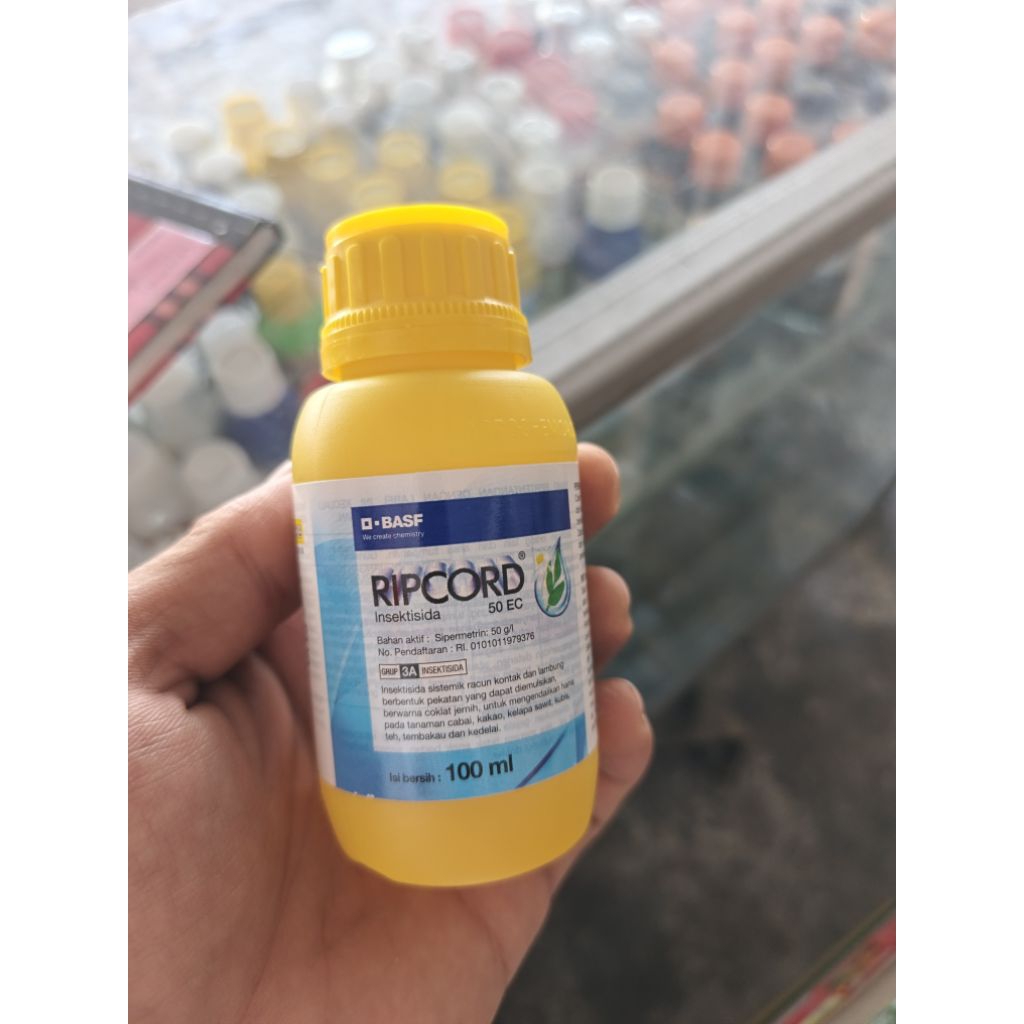 BASF
We create chemistry
RIPCORD®
Insektisida 50 EC
Bahan aktif : Sipermetrin: 50 g/l
No. Pendaftaran : RI. 0101011979376
GRUP 3A INSEKTISIDA
Insektisida sistemik racun kontak dan lambung
berbentuk pekatan yang dapat diemulsikan,
berwarna coklat jernih, untuk mengendalikan hama
pada tanaman cabai, kakao, kelapa sawit, kubis,
teh, tembakau dan kedelai.
Isi bersih : 100 ml